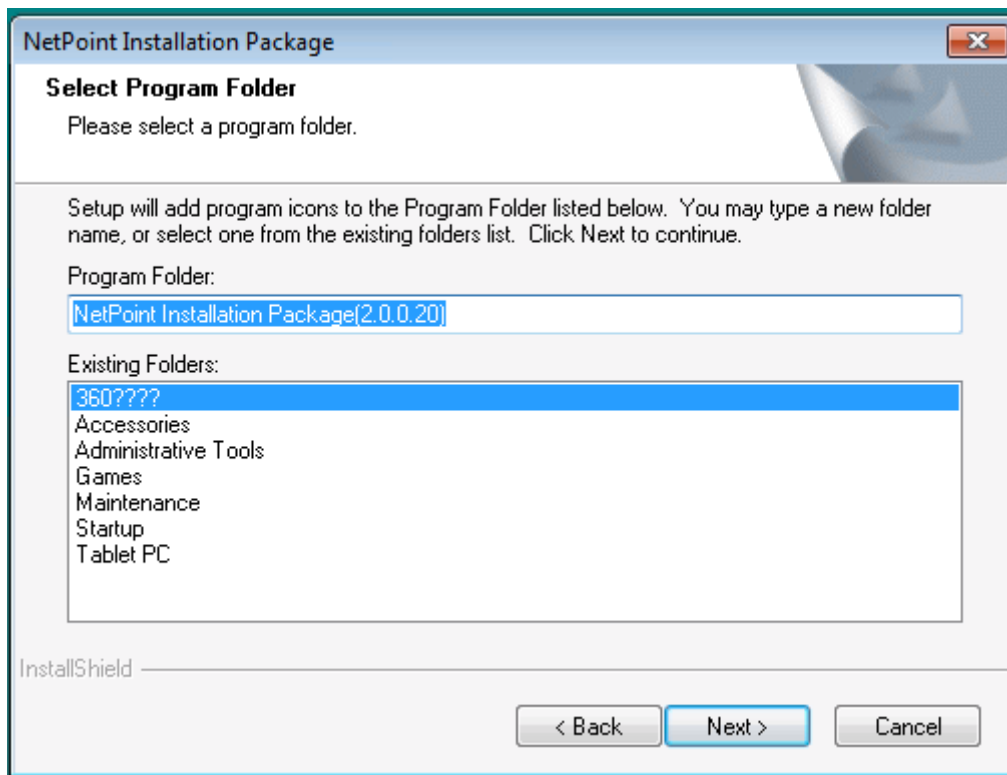 NetPoint Installation Package
Select Program Folder
Please select a program folder.
Setup will add program icons to the Program Folder listed below.  You may type a new folder
name, or select one from the existing folders list.  Click Next to continue.
Program Folder:
NetPoint Installation Package(2.0.0.20)
Existing Folders:
360????
Accessories
Administrative Tools
Games
Maintenance
Startup
Tablet PC
InstallShield
< Back
Next >
Cancel